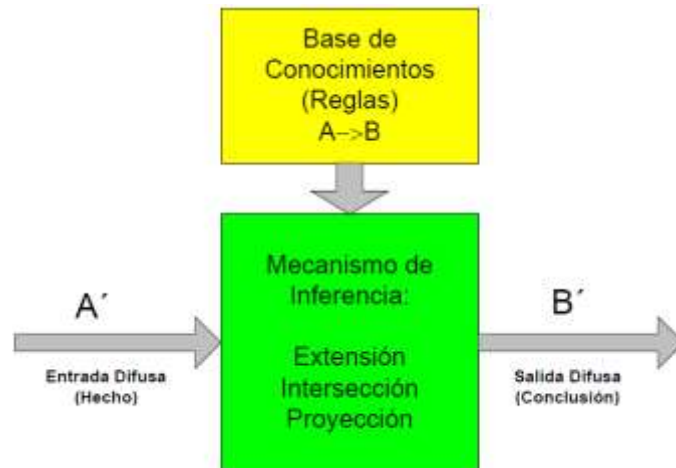 Base de
Conocimientos
(Reglas)
A−>B
Mecanismo de
Inferencia:
Extensión
Intersección
Proyección
A´
Entrada Difusa
(Hecho)
B´
Salida Difusa
(Conclusión)